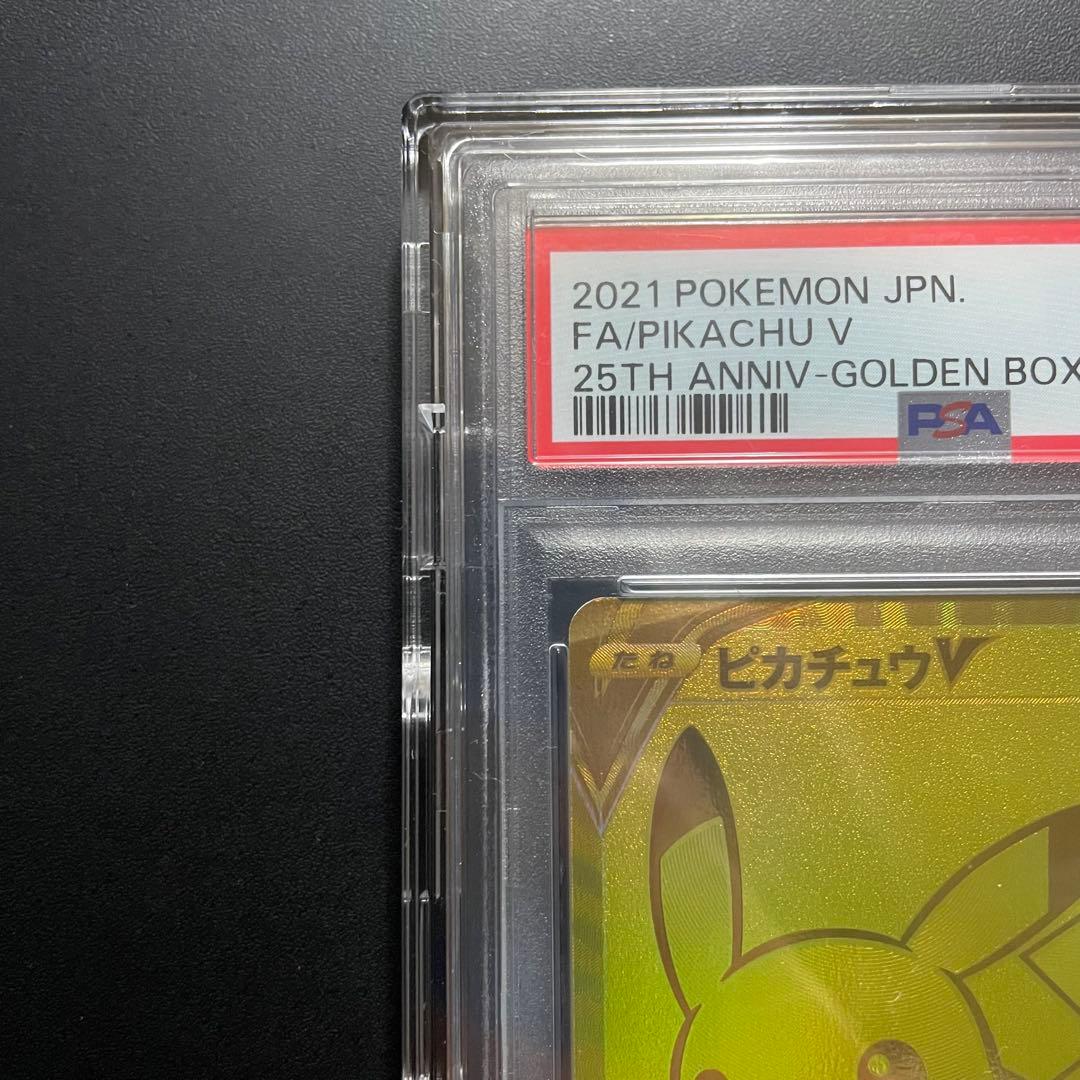 2021 POKEMON JPN.
FA/PIKACHU V
25TH ANNIV-GOLDEN BOX
PSA
たね ピカチュウV